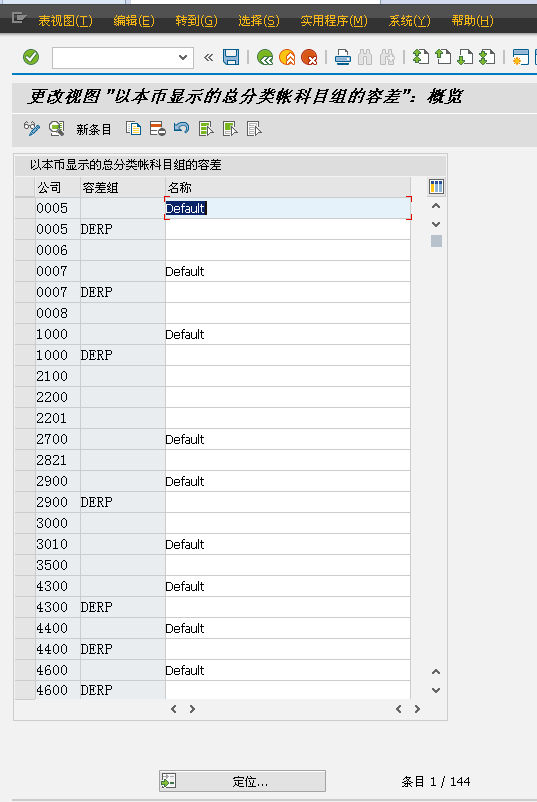 表视图(T) 编辑(E) 转到(G) 选择(S) 实用程序(M) 系统(Y) 帮助(H)
更改视图 "以本币显示的总分类帐科目组的容差": 概览
新条目
以本币显示的总分类帐科目组的容差
公司 容差组 名称
0005 Default
0005 DERP
0006
0007 Default
0007 DERP
0008
1000 Default
1000 DERP
2100
2200
2201
2700 Default
2821
2900 Default
2900 DERP
3000
3010 Default
3500
4300 Default
4300 DERP
4400 Default
4400 DERP
4600 Default
4600 DERP
定位... 条目 1 / 144